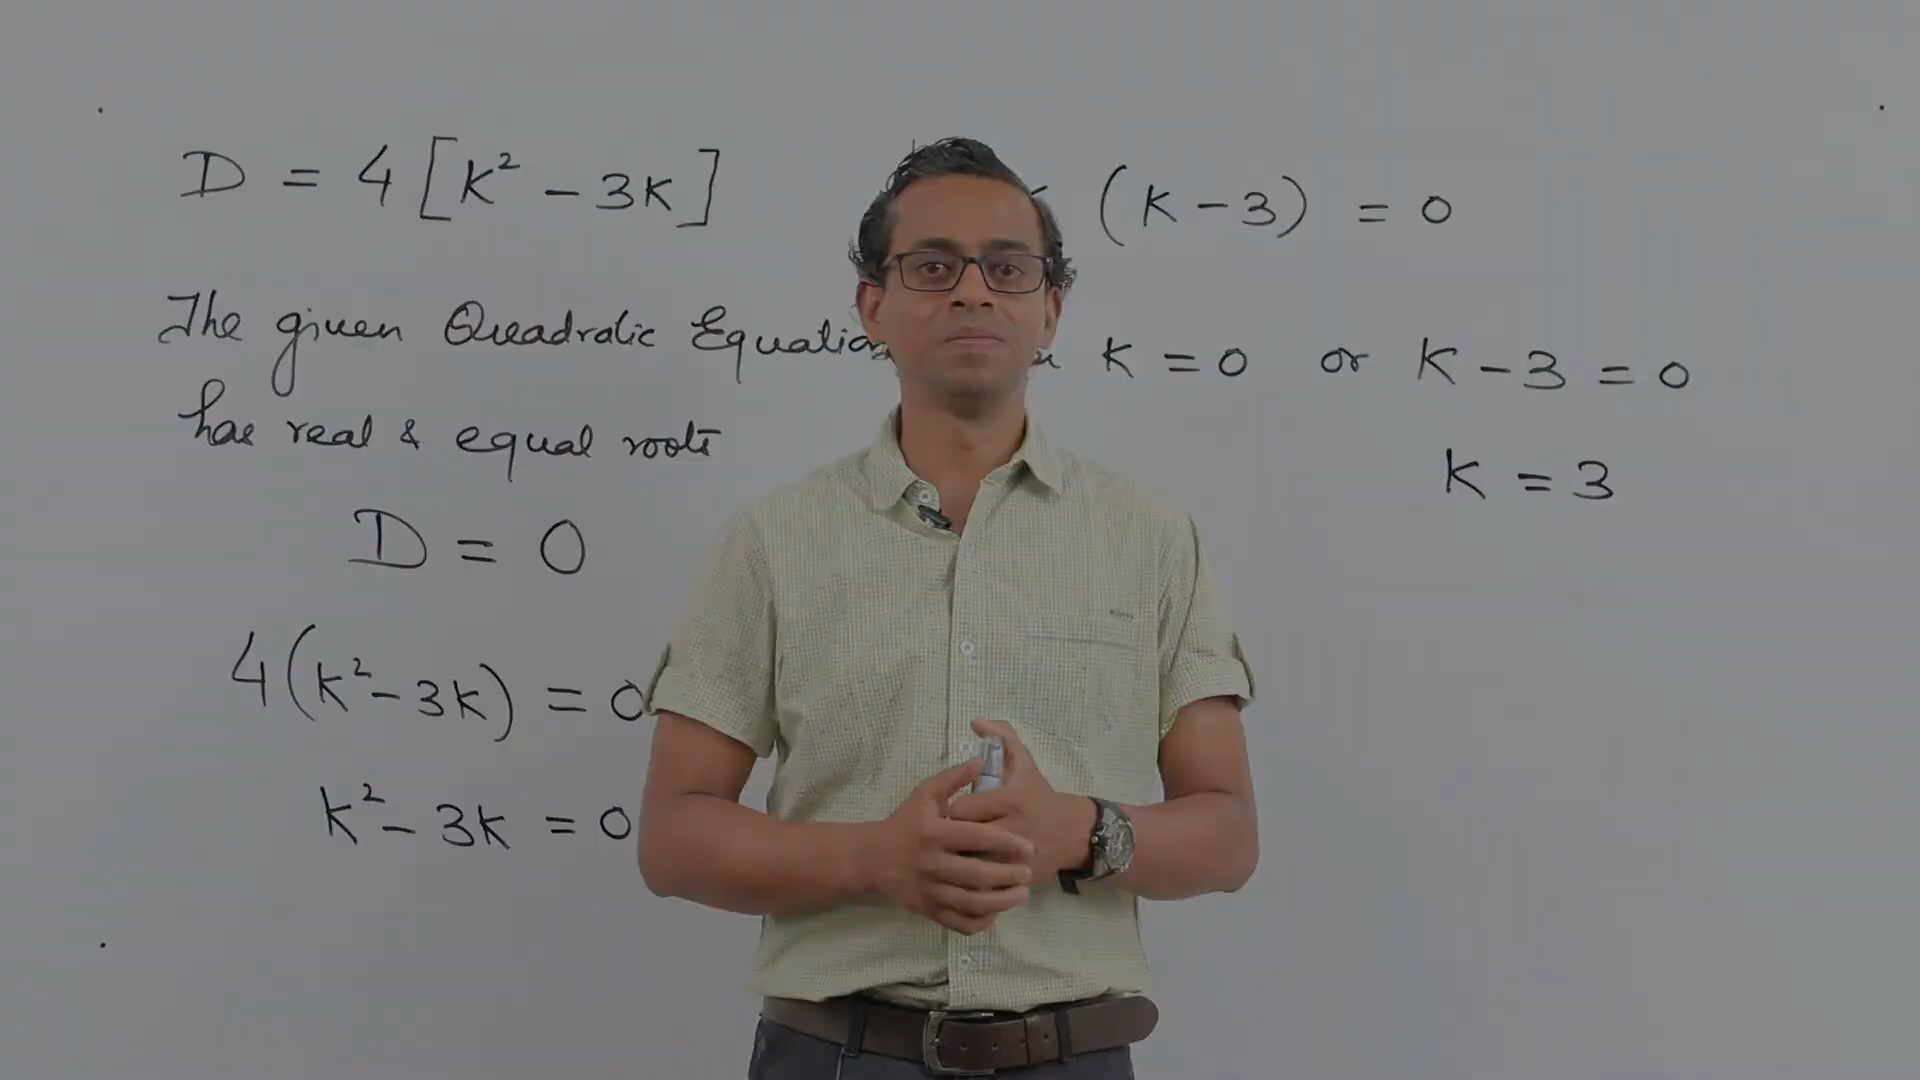 D = 4 [K² - 3K]
The given Quadratic Equation
has real & equal roots
D = 0
4(K² - 3K) = 0
K² - 3K = 0
(K - 3) = 0
K = 0 or K - 3 = 0
K = 3